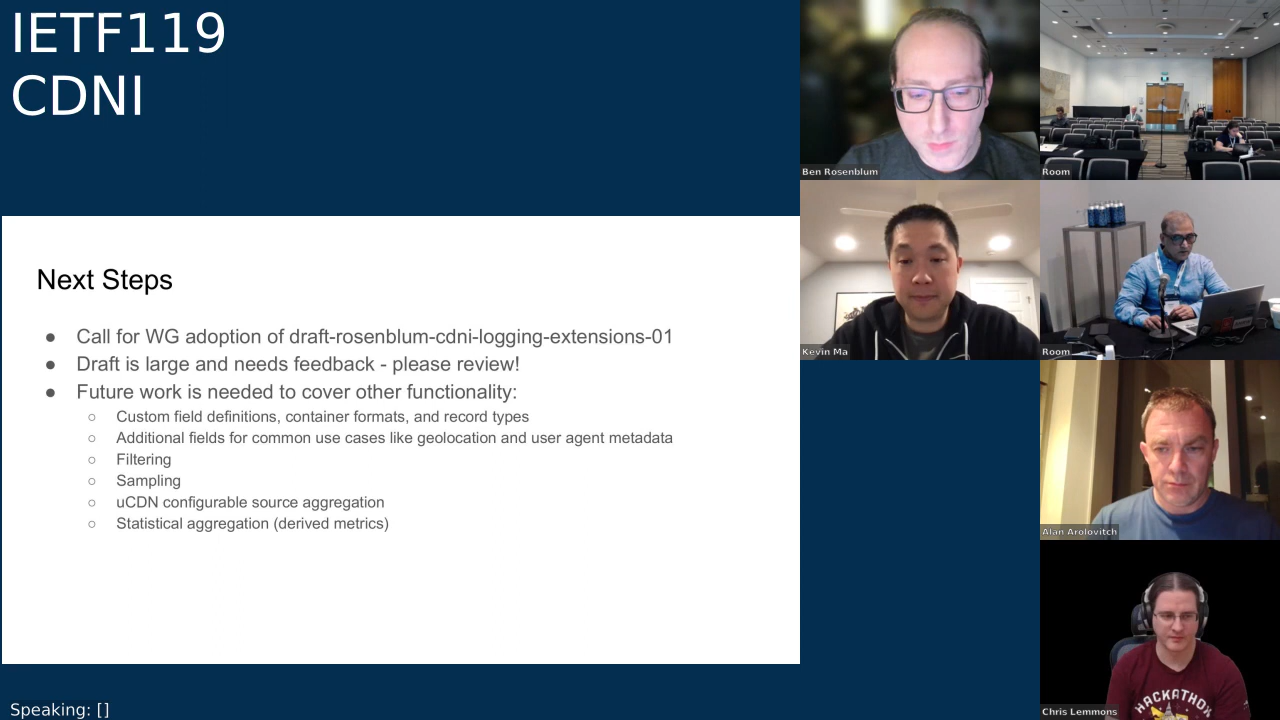 IETF119
CDNI
Next Steps
● Call for WG adoption of draft-rosenblum-cdni-logging-extensions-01
● Draft is large and needs feedback - please review!
● Future work is needed to cover other functionality:
○ Custom field definitions, container formats, and record types
○ Additional fields for common use cases like geolocation and user agent metadata
○ Filtering
○ Sampling
○ uCDN configurable source aggregation
○ Statistical aggregation (derived metrics)
Speaking: []
Ben Rosenblum
Room
Kevin Ma
Room
Alan Arolovitch
Chris Lemmons
HACKATHON